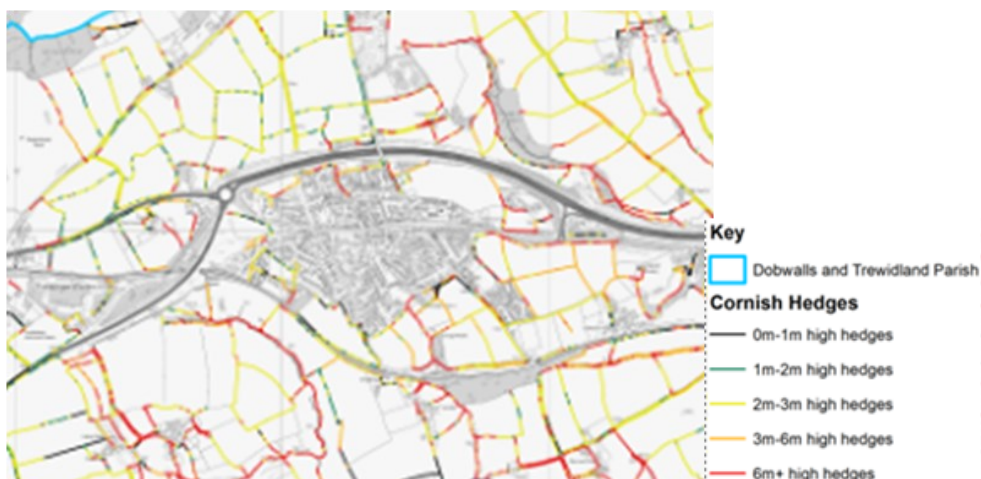 Key
Dobwalls and Trewidland Parish
Cornish Hedges
0m-1m high hedges
1m-2m high hedges
2m-3m high hedges
3m-6m high hedges
6m+ high hedges